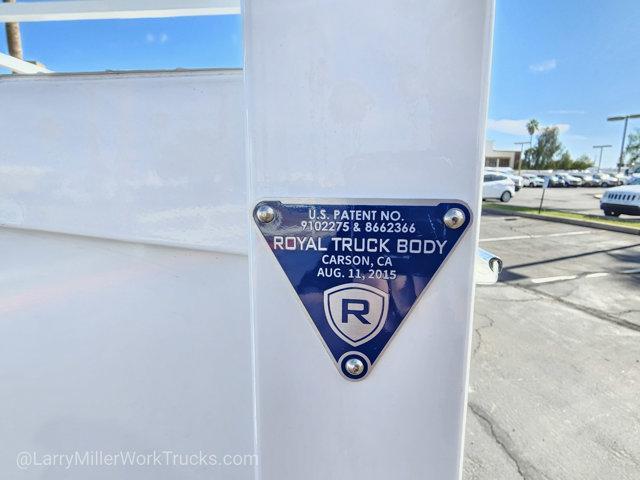 U.S. PATENT NO.
9102275 & 8662366
ROYAL TRUCK BODY
CARSON, CA
AUG. 11, 2015
R
@LarryMillerWorkTrucks.com